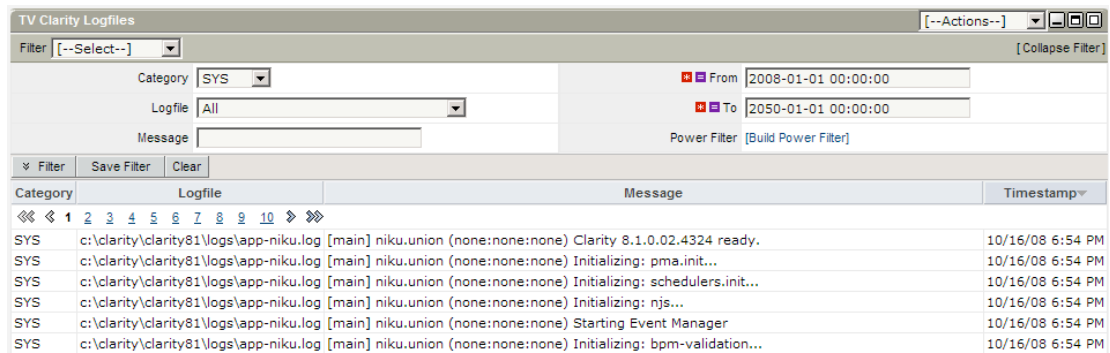 TV Clarity Logfiles [--Actions--]
Filter [--Select--] [Collapse Filter]
Category SYS From 2008-01-01 00:00:00
Logfile All To 2050-01-01 00:00:00
Message Power Filter [Build Power Filter]
Filter Save Filter Clear
Category Logfile Message Timestamp
1 2 3 4 5 6 7 8 9 10
SYS c:\clarity\clarity81\logs\app-niku.log [main] niku.union (none:none:none) Clarity 8.1.0.02.4324 ready. 10/16/08 6:54 PM
SYS c:\clarity\clarity81\logs\app-niku.log [main] niku.union (none:none:none) Initializing: pma.init... 10/16/08 6:54 PM
SYS c:\clarity\clarity81\logs\app-niku.log [main] niku.union (none:none:none) Initializing: schedulers.init... 10/16/08 6:54 PM
SYS c:\clarity\clarity81\logs\app-niku.log [main] niku.union (none:none:none) Initializing: njs... 10/16/08 6:54 PM
SYS c:\clarity\clarity81\logs\app-niku.log [main] niku.union (none:none:none) Starting Event Manager 10/16/08 6:54 PM
SYS c:\clarity\clarity81\logs\app-niku.log [main] niku.union (none:none:none) Initializing: bpm-validation... 10/16/08 6:54 PM